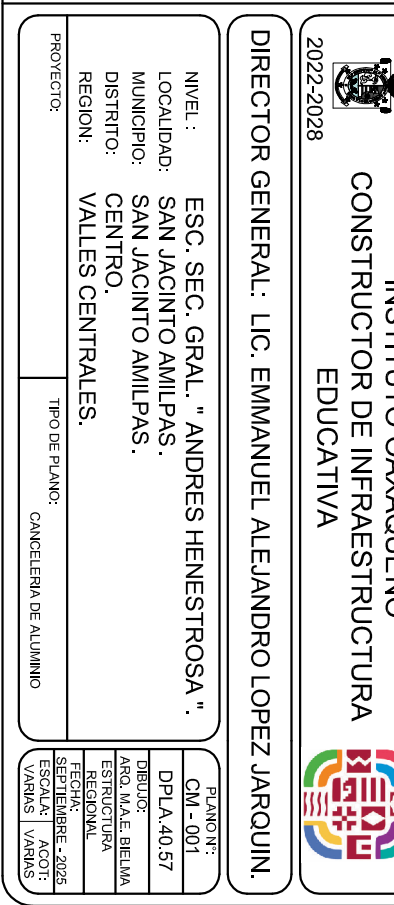 INSTITUTO OAXAQUEÑO
CONSTRUCTOR DE INFRAESTRUCTURA
EDUCATIVA
2022-2028
DIRECTOR GENERAL: LIC. EMMANUEL ALEJANDRO LOPEZ JARQUIN.
NIVEL : ESC. SEC. GRAL. " ANDRES HENESTROSA ".
LOCALIDAD: SAN JACINTO AMILPAS .
MUNICIPIO: SAN JACINTO AMILPAS .
DISTRITO: CENTRO.
REGION: VALLES CENTRALES.
PROYECTO:
TIPO DE PLANO:
CANCELERIA DE ALUMINIO
PLANO Nº:
CM - 001
DPLA.40.57
DIBUJO:
ARQ. M.A.E. BIELMA
ESTRUCTURA
REGIONAL
FECHA:
SEPTIEMBRE - 2025
ESCALA: ACOT:
VARIAS VARIAS